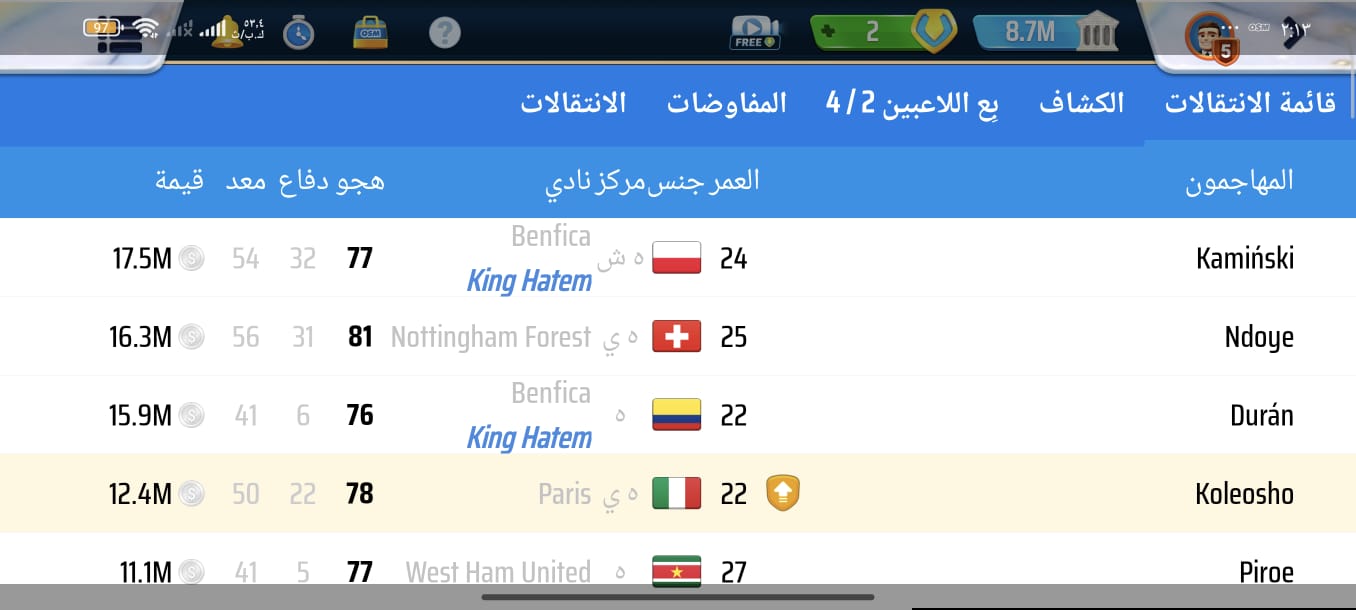 97
٥٣٫٤
ك.ب/ث
OSM
FREE
2
8.7M
5
OSM
٢:١٣
قائمة الانتقالات
الكشاف
بِع اللاعبين 2 / 4
المفاوضات
الانتقالات
المهاجمون العمر جنس مركز نادي هجو دفاع معد قيمة
Kamiński 24 ه ش Benfica 77 32 54 17.5M
King Hatem
Ndoye 25 ه ي Nottingham Forest 81 31 56 16.3M
Durán 22 ه Benfica 76 6 41 15.9M
King Hatem
Koleosho 22 ه ي Paris 78 22 50 12.4M
Piroe 27 ه West Ham United 77 5 41 11.1M